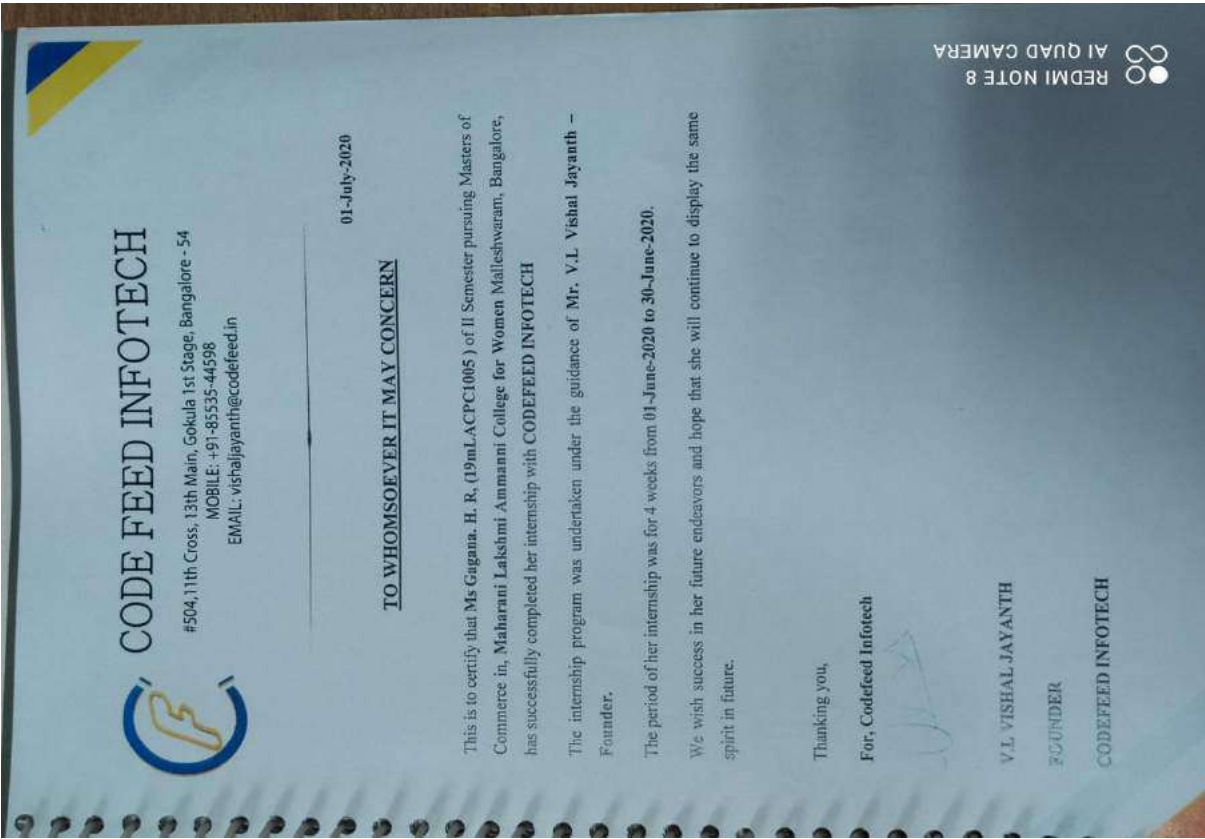 CODE FEED INFOTECH
#504,11th Cross, 13th Main, Gokula 1st Stage, Bangalore - 54
MOBILE: +91-85535-44598
EMAIL: vishaljayanth@codefeed.in
01-July-2020
TO WHOMSOEVER IT MAY CONCERN
This is to certify that Ms Gagana. H. R, (19mLACPC1005 ) of II Semester pursuing Masters of
Commerce in, Maharani Lakshmi Ammanni College for Women Malleshwaram, Bangalore,
has successfully completed her internship with CODEFEED INFOTECH
The internship program was undertaken under the guidance of Mr. V.L Vishal Jayanth –
Founder.
The period of her internship was for 4 weeks from 01-June-2020 to 30-June-2020.
We wish success in her future endeavors and hope that she will continue to display the same
spirit in future.
Thanking you,
For, Codefeed Infotech
V.L VISHAL JAYANTH
FOUNDER
CODEFEED INFOTECH
REDMI NOTE 8
AI QUAD CAMERA